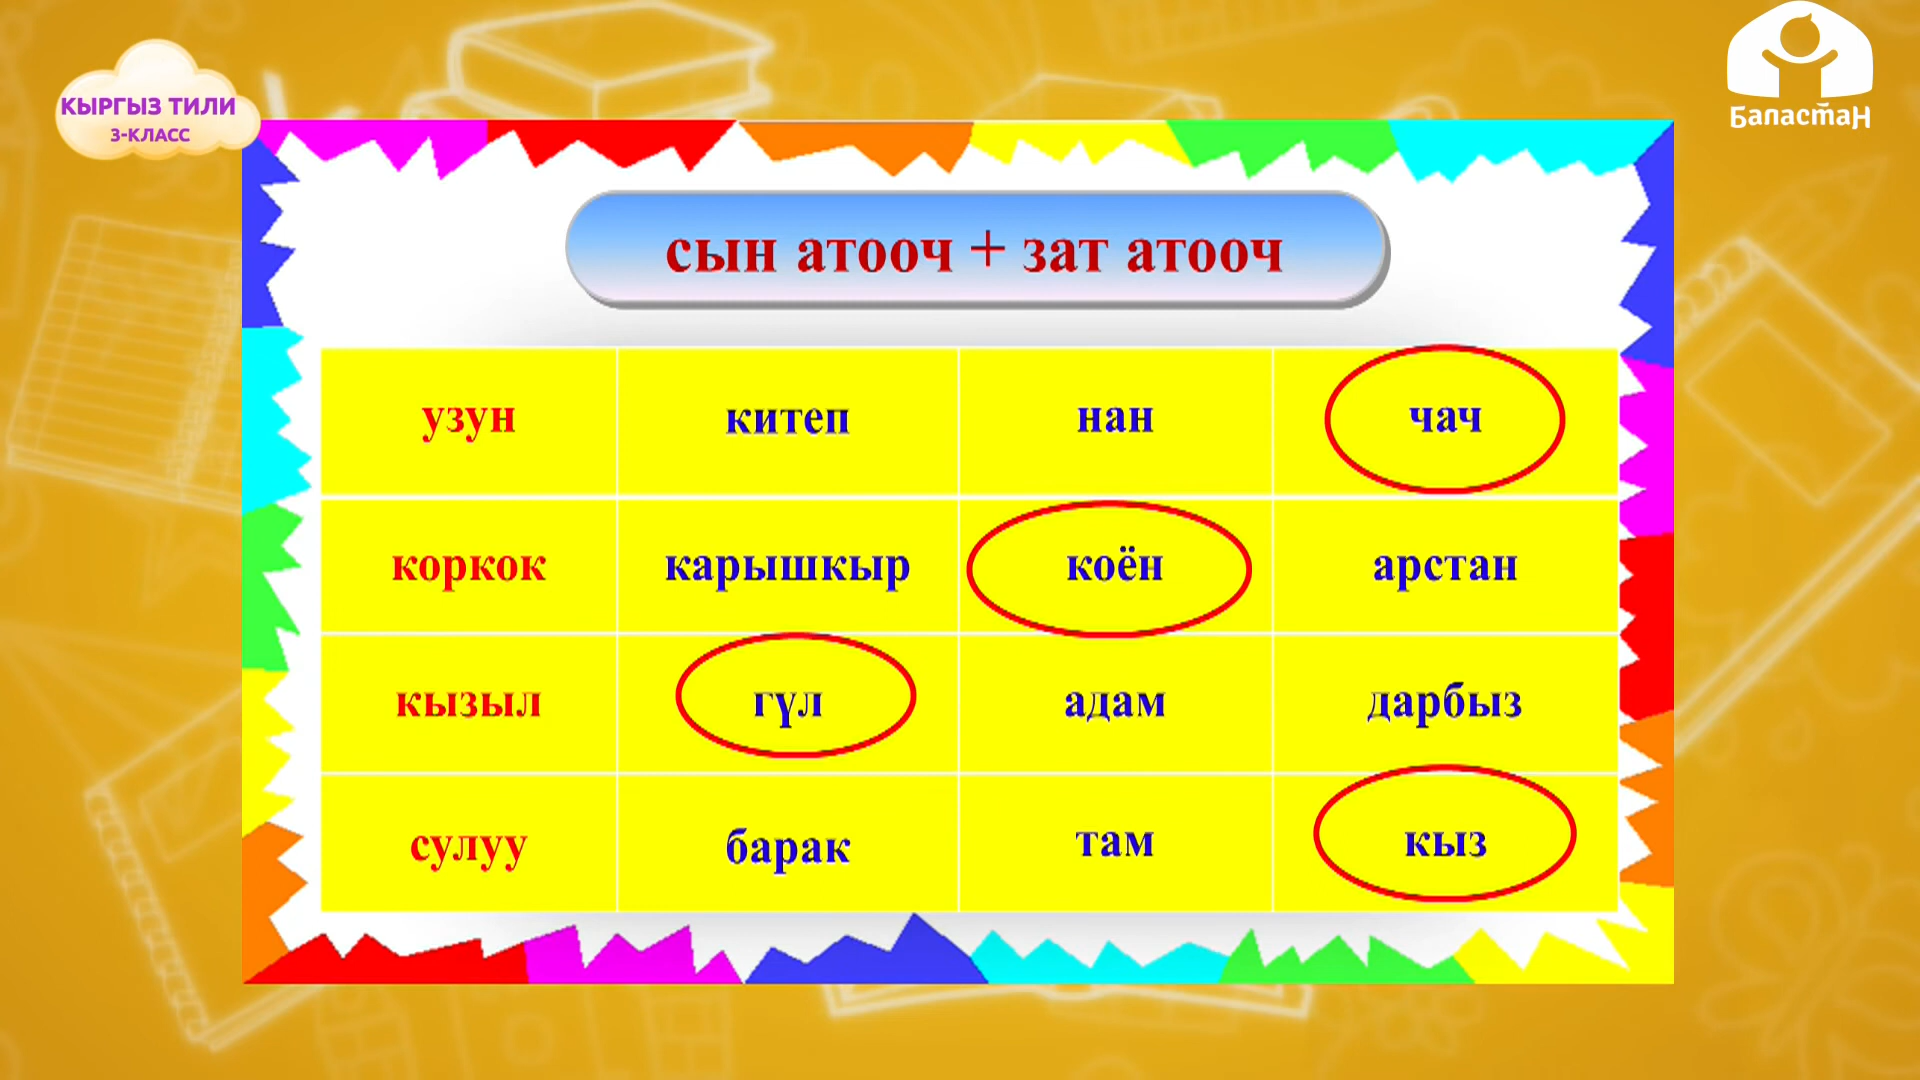 КЫРГЫЗ ТИЛИ
3-КЛАСС
Баластан
сын атооч + зат атооч
узун китеп нан чач
коркок карышкыр коён арстан
кызыл гүл адам дарбыз
сулуу барак там кыз